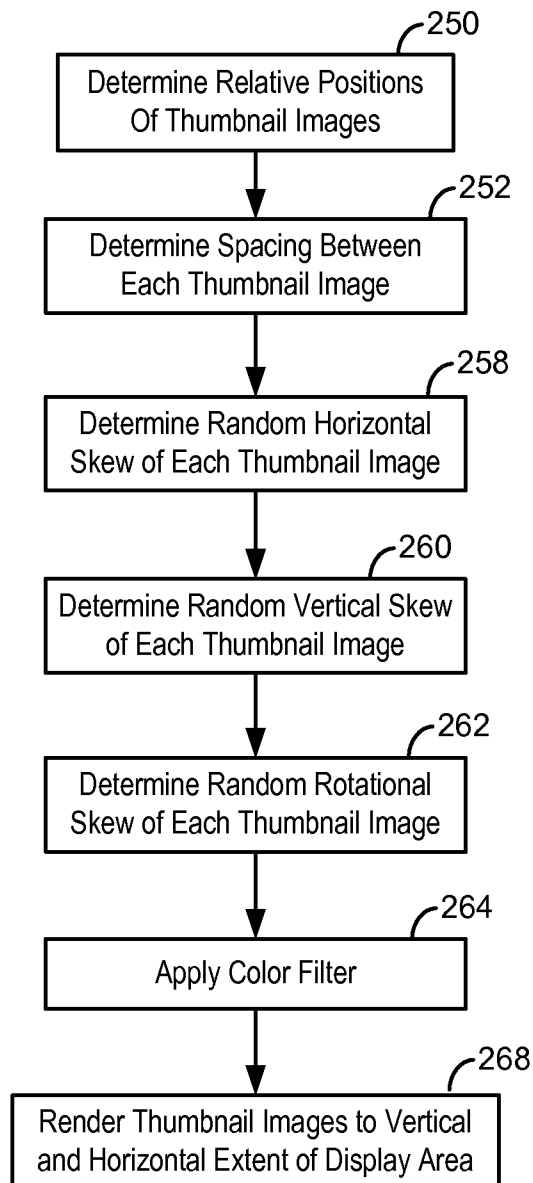 250
Determine Relative Positions
Of Thumbnail Images
252
Determine Spacing Between
Each Thumbnail Image
258
Determine Random Horizontal
Skew of Each Thumbnail Image
260
Determine Random Vertical Skew
of Each Thumbnail Image
262
Determine Random Rotational
Skew of Each Thumbnail Image
264
Apply Color Filter
268
Render Thumbnail Images to Vertical
and Horizontal Extent of Display Area